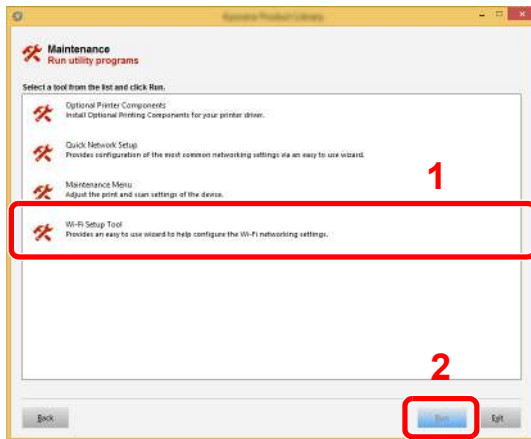 Kyocera Product Library
Maintenance
Run utility programs
Select a tool from the list and click Run.
Optional Printer Components
Install Optional Printing Components for your printer driver.
Quick Network Setup
Provides configuration of the most common networking settings via an easy to use wizard.
1
Maintenance Menu
Adjust the print and scan settings of the device.
Wi-Fi Setup Tool
Provides an easy to use wizard to help configure the Wi-Fi networking settings.
2
Back
Run
Exit